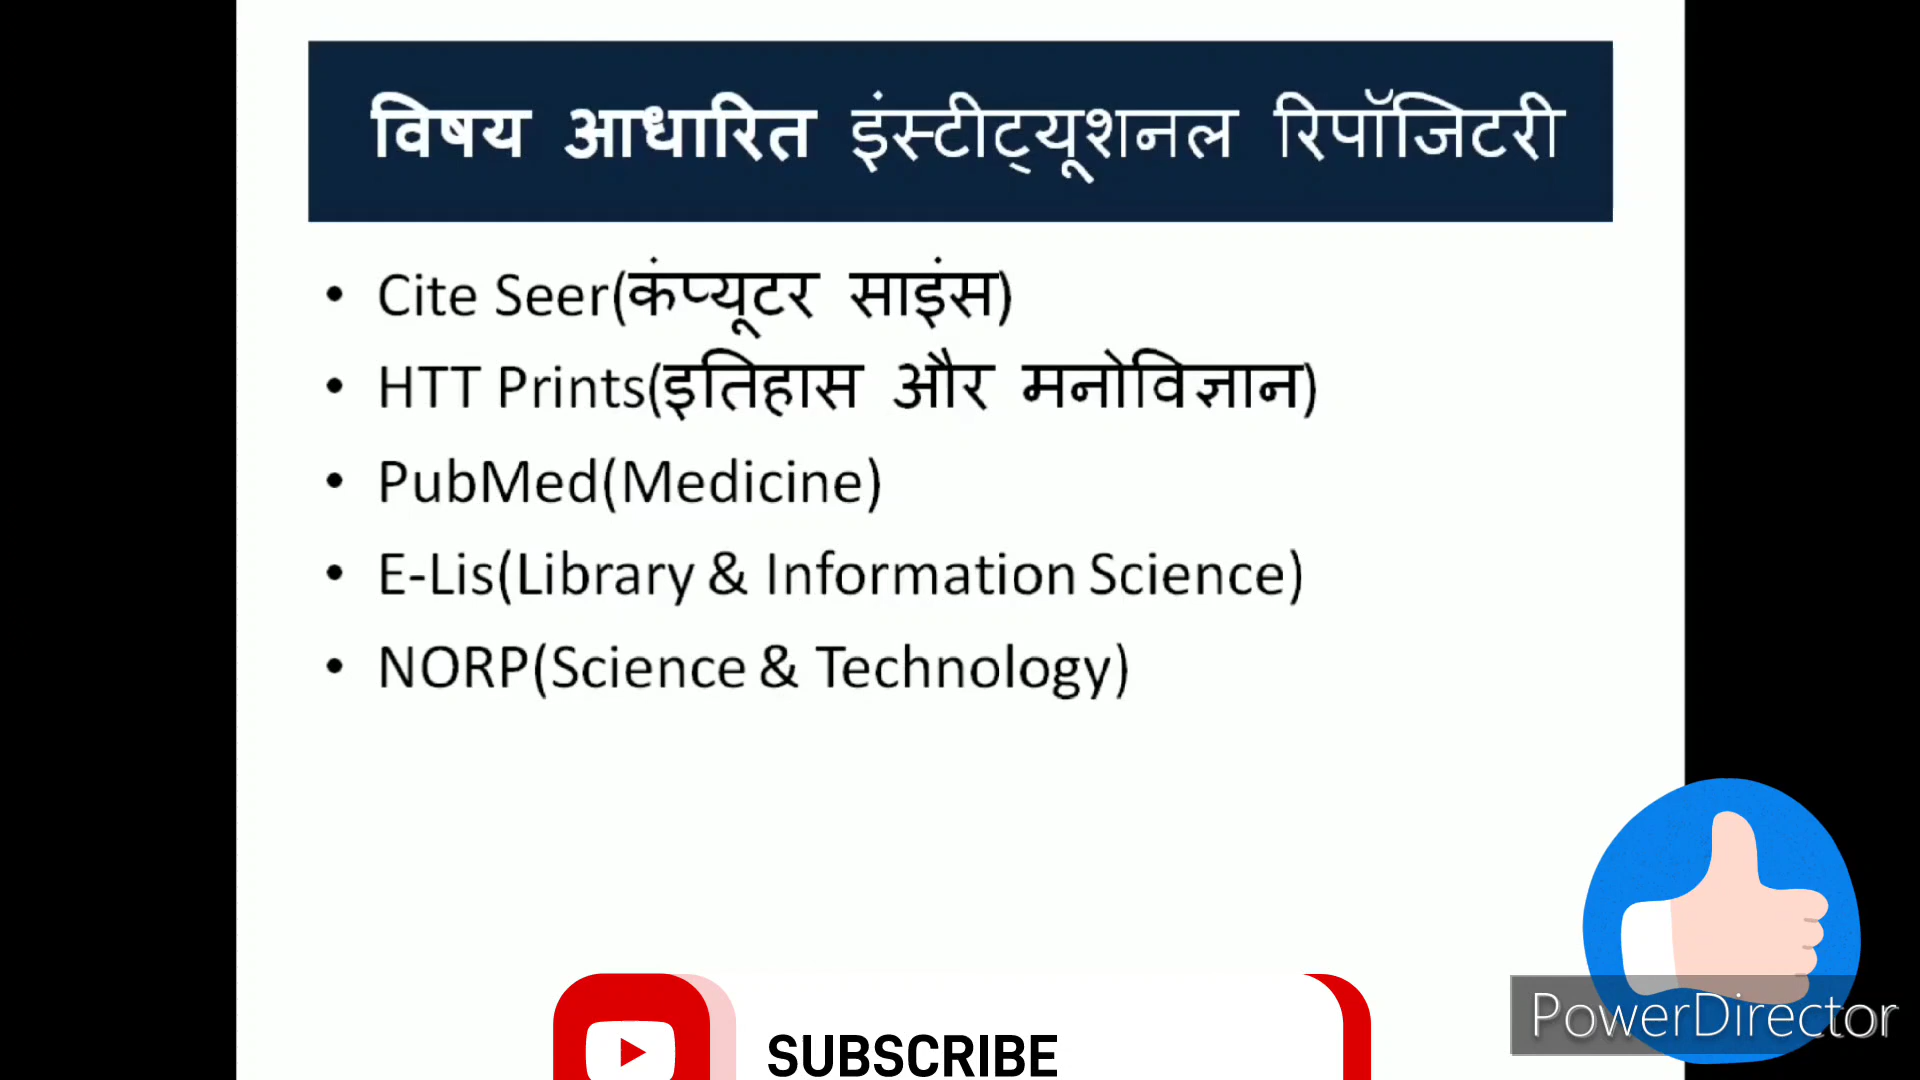 विषय आधारित इंस्टीट्यूशनल रिपॉजिटरी
• Cite Seer(कंप्यूटर साइंस)
• HTT Prints(इतिहास और मनोविज्ञान)
• PubMed(Medicine)
• E-Lis(Library & Information Science)
• NORP(Science & Technology)
SUBSCRIBE
PowerDirector